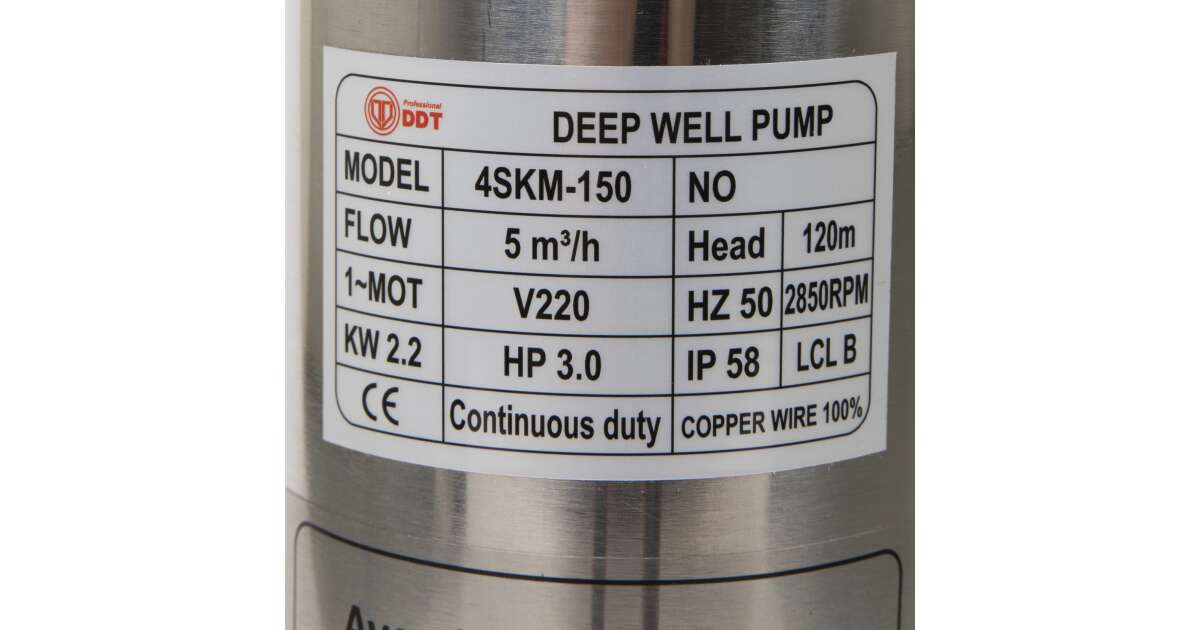 Professional
DDT
DEEP WELL PUMP
MODEL 4SKM-150 NO
FLOW 5 m³/h Head 120m
1~MOT V220 HZ 50 2850RPM
KW 2.2 HP 3.0 IP 58 LCL B
CE Continuous duty COPPER WIRE 100%